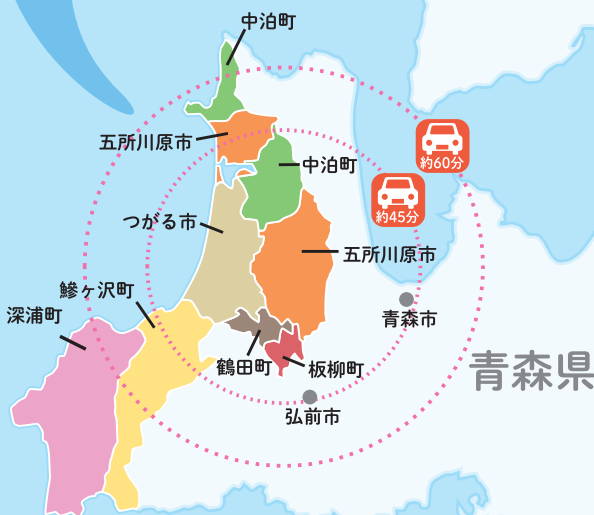 中泊町
五所川原市
約60分
中泊町
約45分
つがる市
五所川原市
鰺ヶ沢町
深浦町
青森市
鶴田町
板柳町
青森県
弘前市